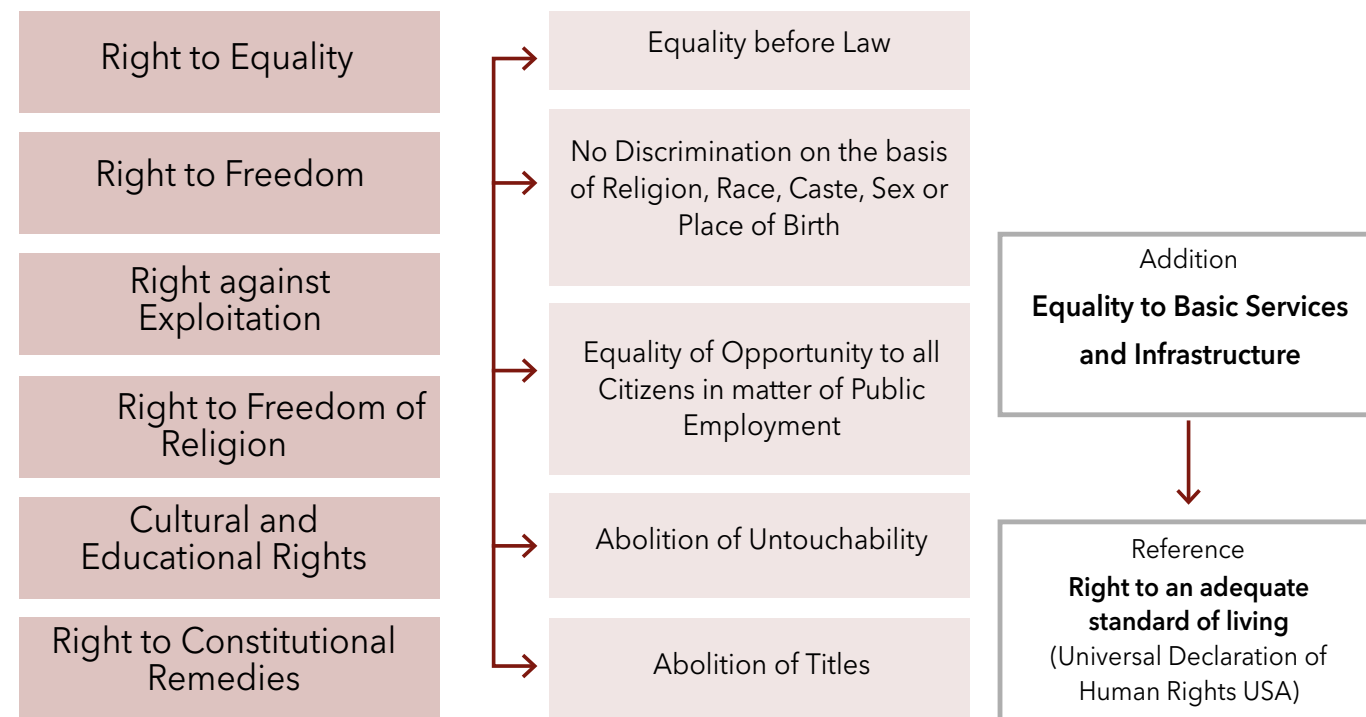 Right to Equality
Right to Freedom
Right against
Exploitation
Right to Freedom of
Religion
Cultural and
Educational Rights
Right to Constitutional
Remedies
Equality before Law
No Discrimination on the basis
of Religion, Race, Caste, Sex or
Place of Birth
Equality of Opportunity to all
Citizens in matter of Public
Employment
Abolition of Untouchability
Abolition of Titles
Addition
Equality to Basic Services
and Infrastructure
Reference
Right to an adequate
standard of living
(Universal Declaration of
Human Rights USA)